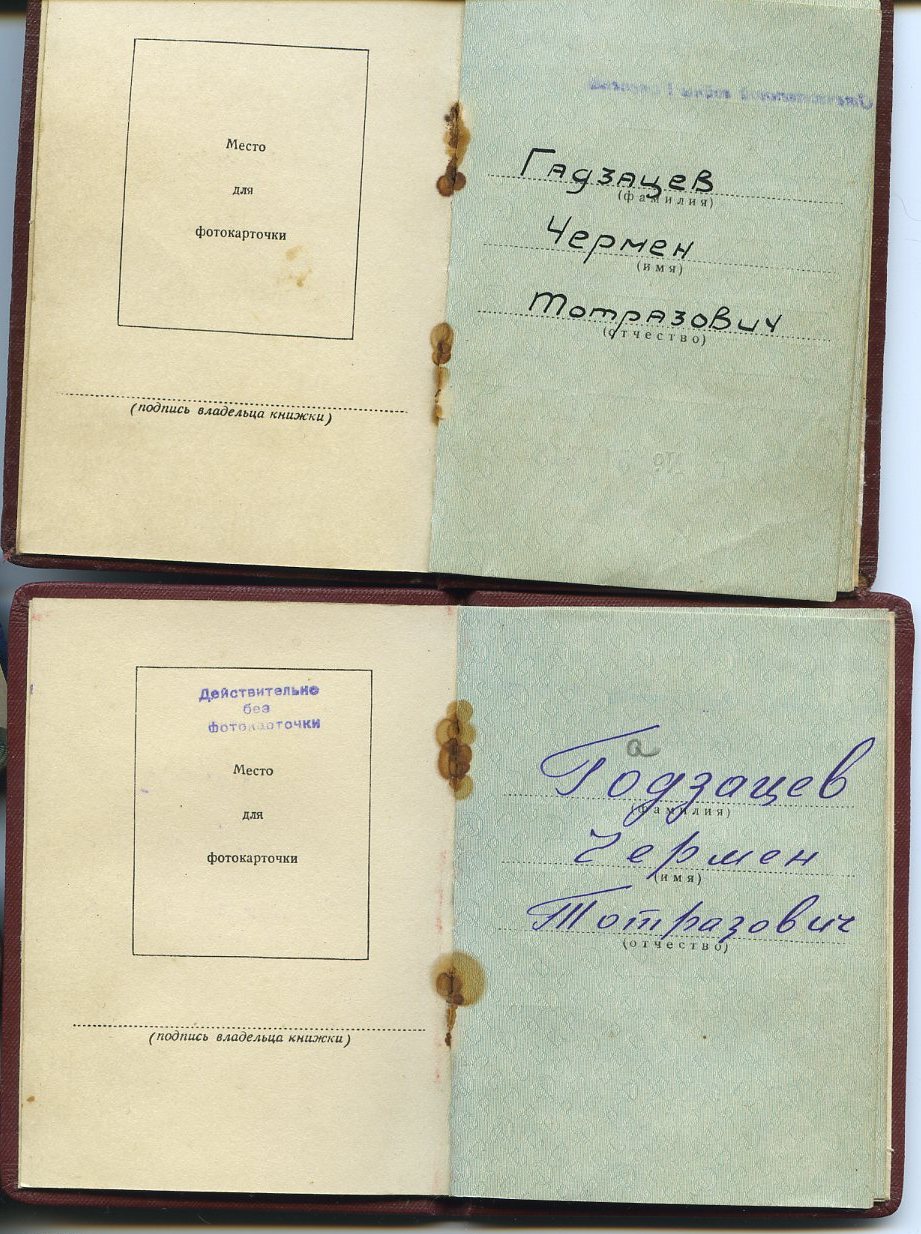 Место
для
фотокарточки
(подпись владельца книжки)
Гадзацев
(фамилия)
Чермен
(имя)
Тотразович
(отчество)
Действительно
без
фотокарточки
Место
для
фотокарточки
(подпись владельца книжки)
а
Годзацев
(фамилия)
Чермен
(имя)
Тотразович
(отчество)